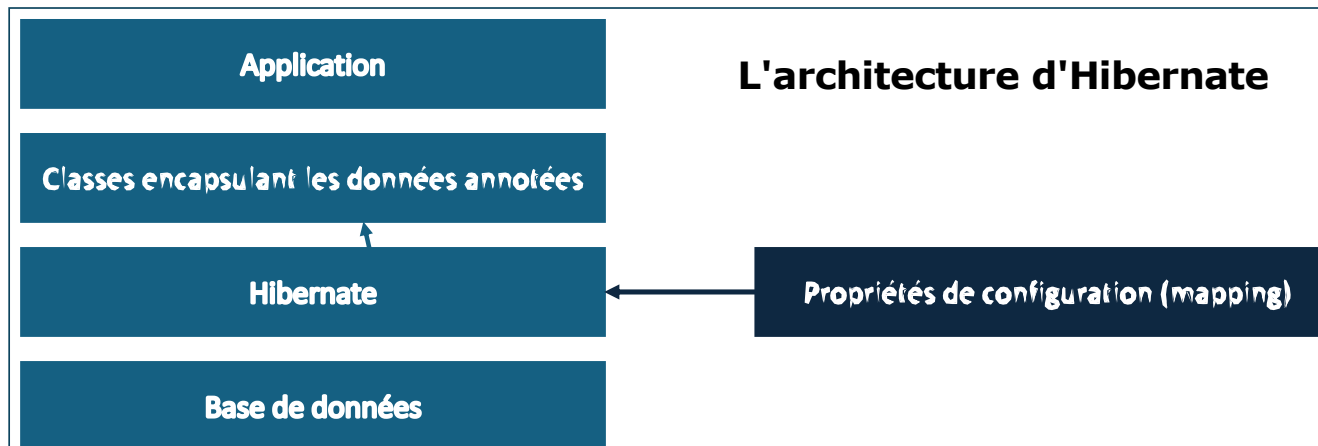 Application
L'architecture d'Hibernate
Classes encapsulant les données annotées
Hibernate
Propriétés de configuration (mapping)
Base de données